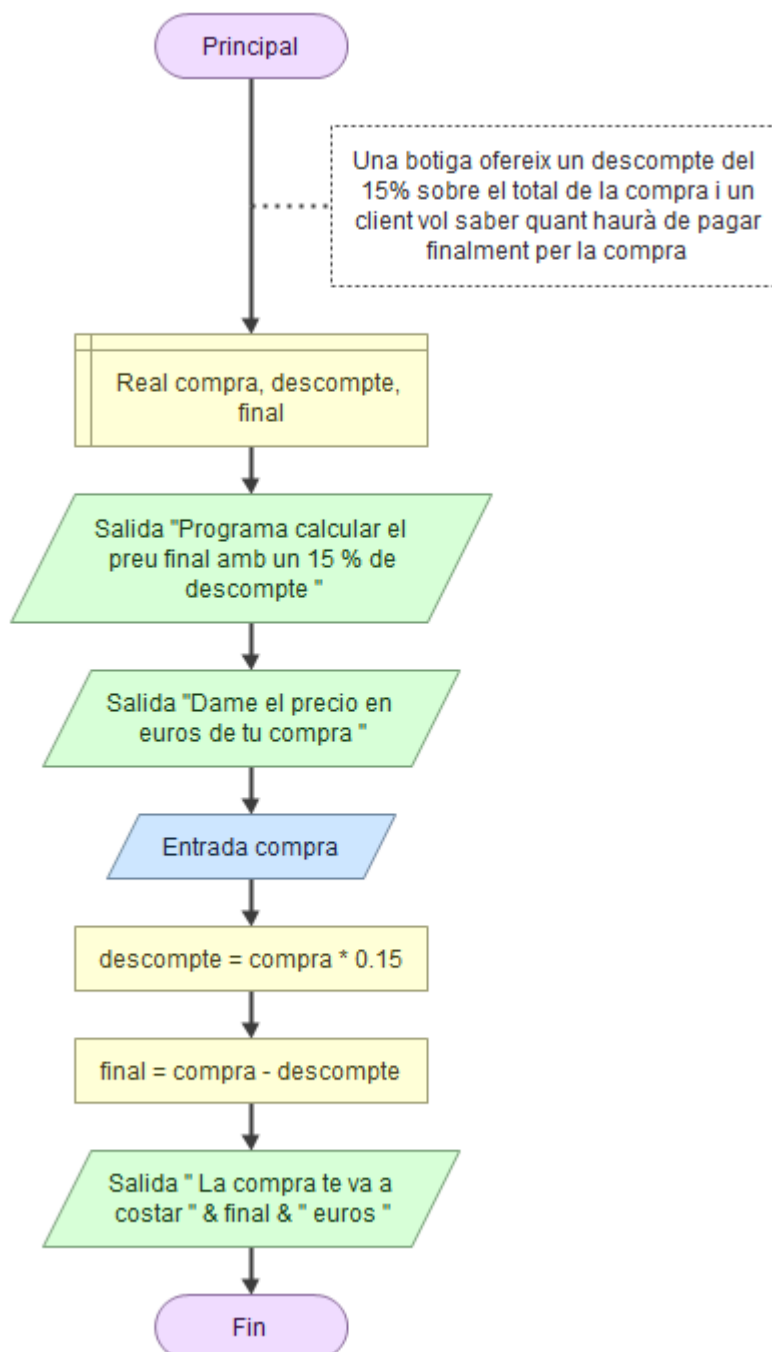 Principal
Una botiga ofereix un descompte del
15% sobre el total de la compra i un
client vol saber quant haurà de pagar
finalment per la compra
Real compra, descompte,
final
Salida "Programa calcular el
preu final amb un 15 % de
descompte "
Salida "Dame el precio en
euros de tu compra "
Entrada compra
descompte = compra * 0.15
final = compra - descompte
Salida " La compra te va a
costar " & final & " euros "
Fin